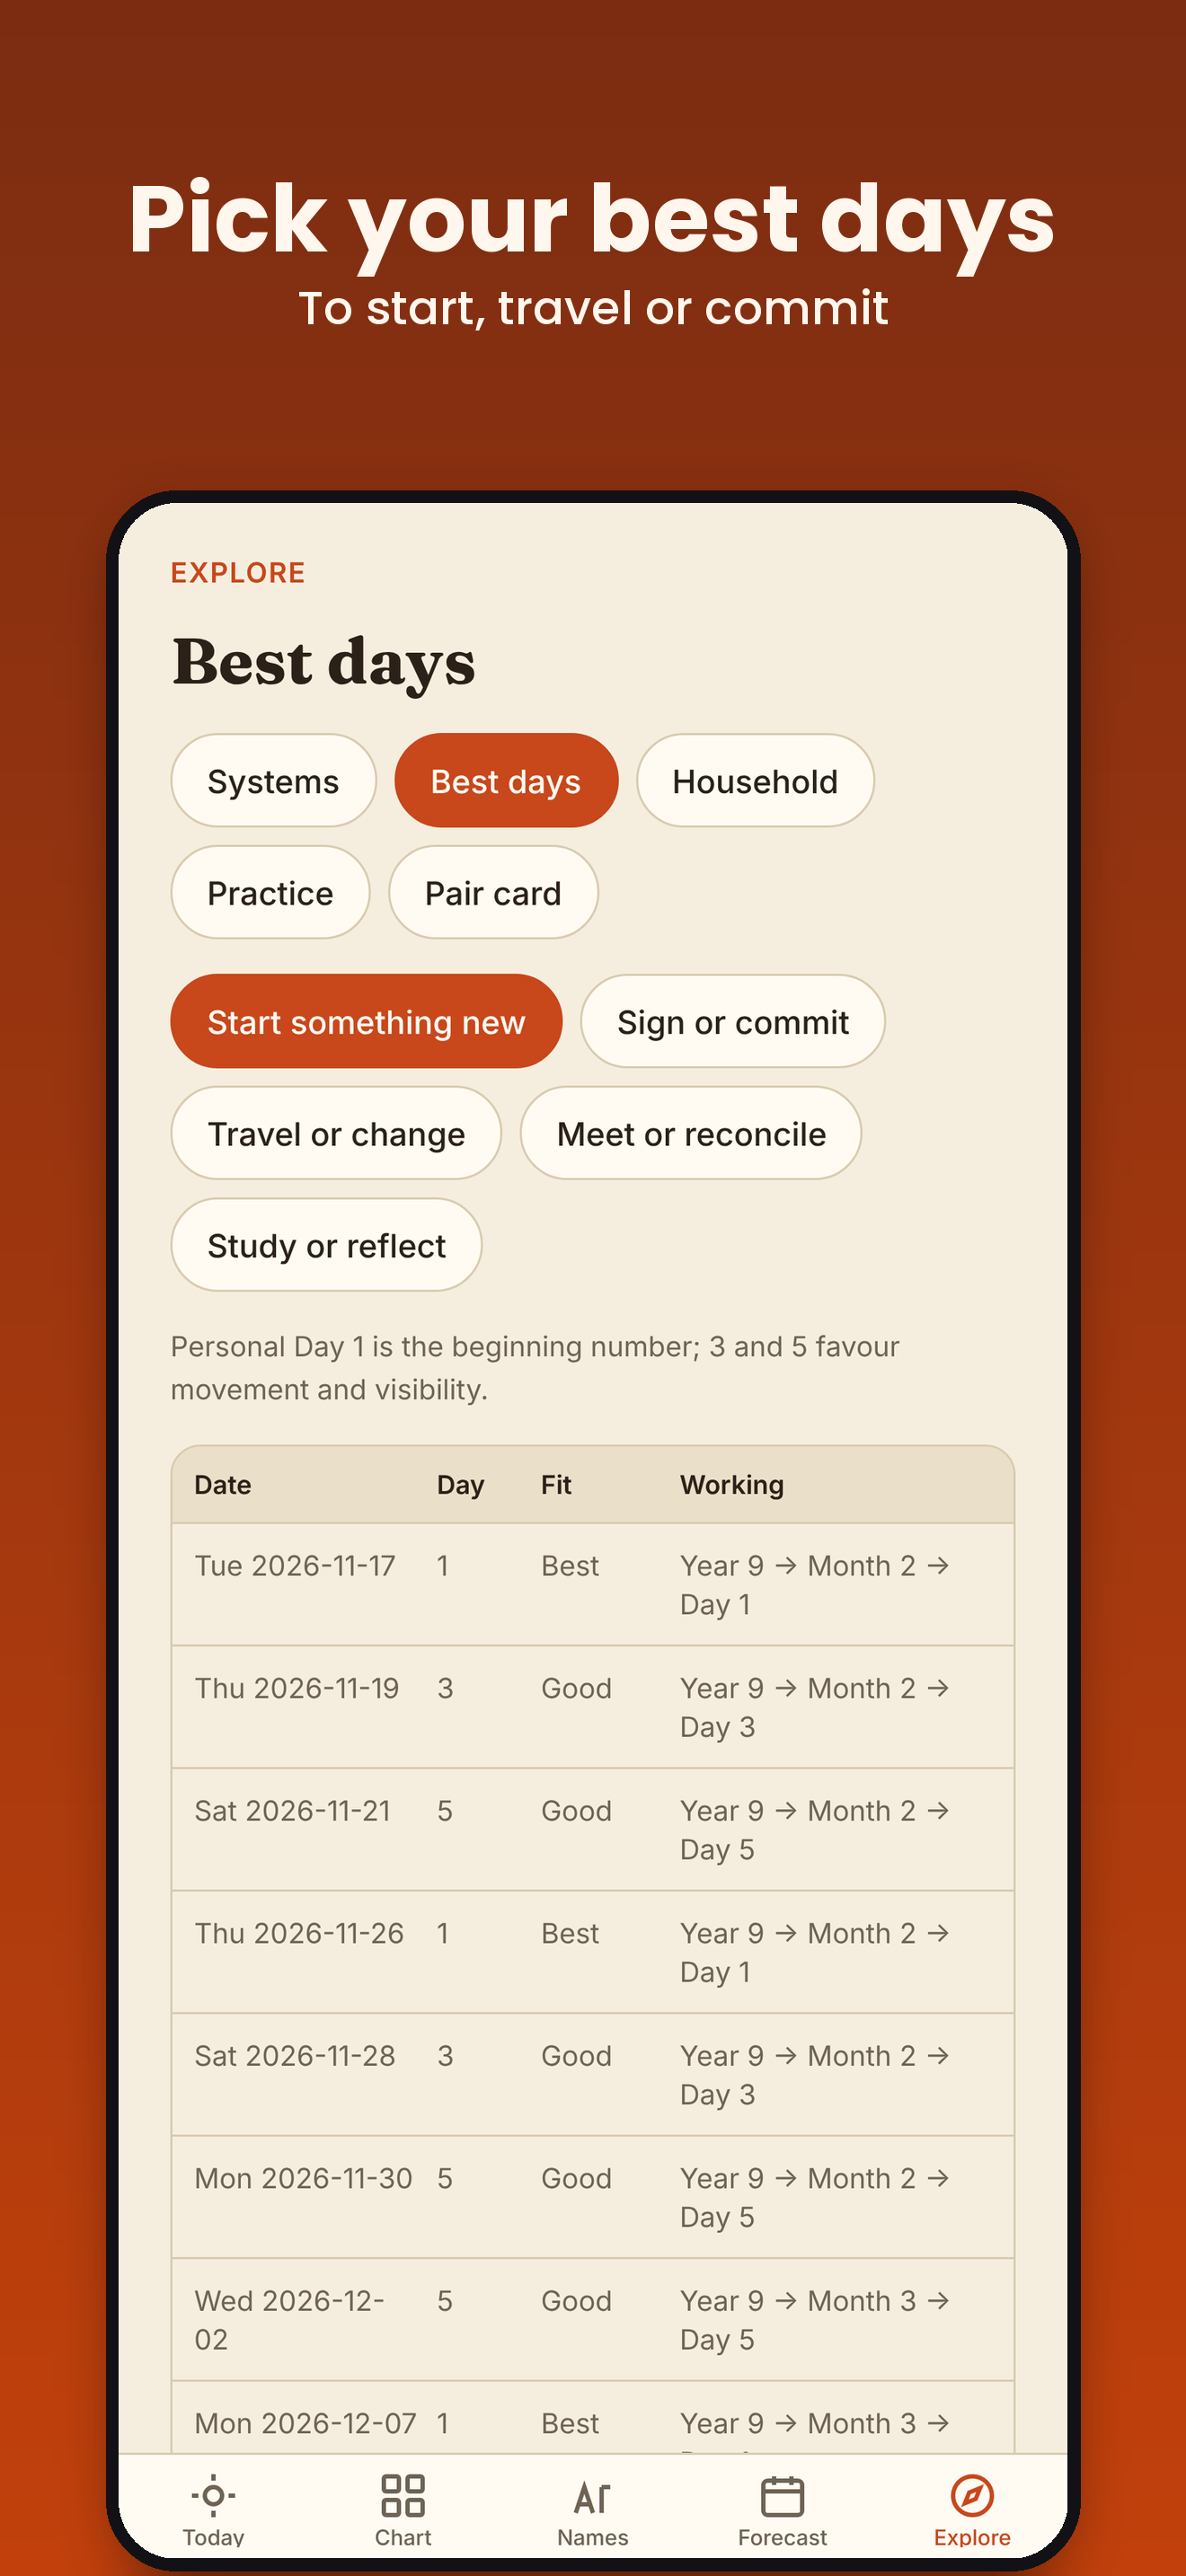 Pick your best days
To start, travel or commit
EXPLORE
Best days
Systems
Best days
Household
Practice
Pair card
Start something new
Sign or commit
Travel or change
Meet or reconcile
Study or reflect
Personal Day 1 is the beginning number; 3 and 5 favour
movement and visibility.
Date Day Fit Working
Tue 2026-11-17 1 Best Year 9 → Month 2 →
Day 1
Thu 2026-11-19 3 Good Year 9 → Month 2 →
Day 3
Sat 2026-11-21 5 Good Year 9 → Month 2 →
Day 5
Thu 2026-11-26 1 Best Year 9 → Month 2 →
Day 1
Sat 2026-11-28 3 Good Year 9 → Month 2 →
Day 3
Mon 2026-11-30 5 Good Year 9 → Month 2 →
Day 5
Wed 2026-12- 5 Good Year 9 → Month 3 →
02 Day 5
Mon 2026-12-07 1 Best Year 9 → Month 3 →
Today
Chart
Names
Forecast
Explore